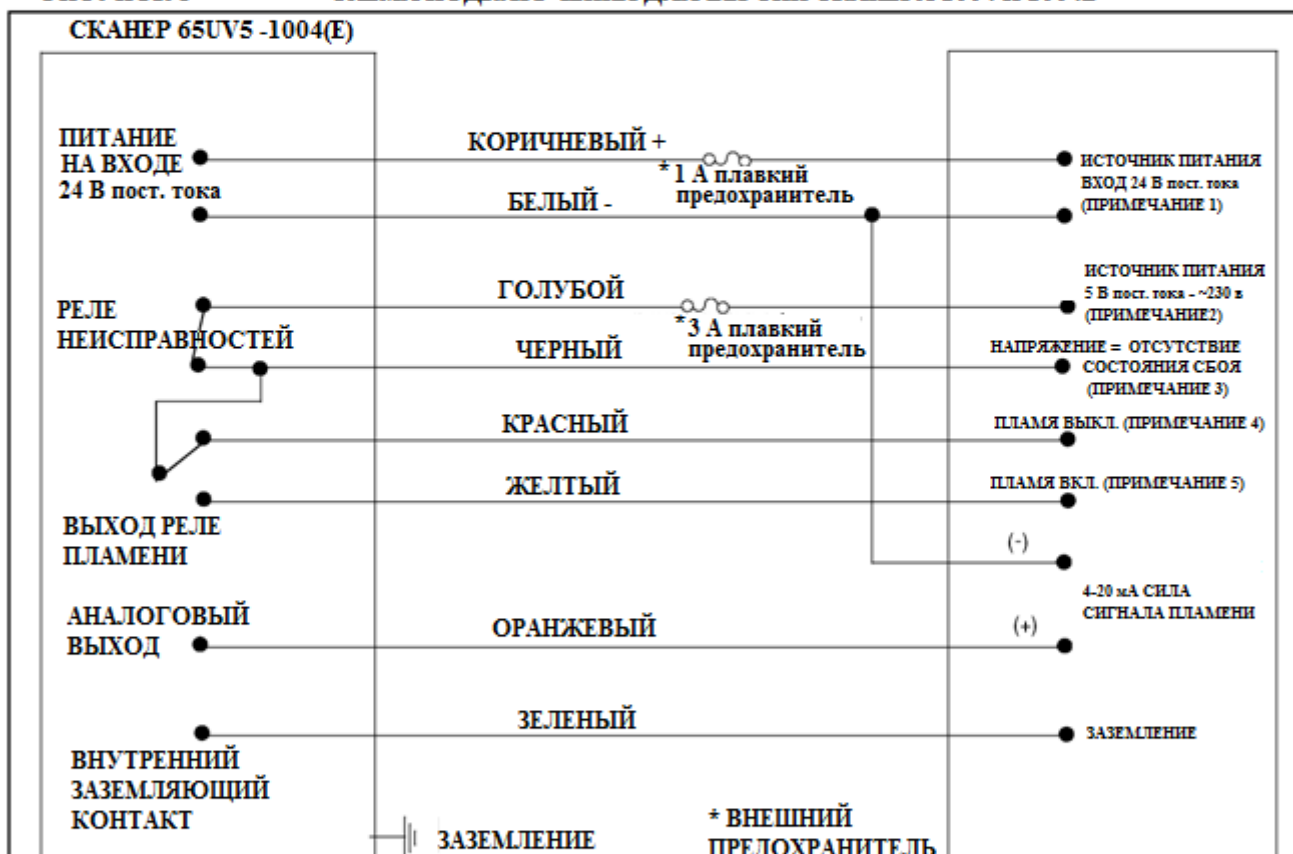 СКАНЕР 65UV5 -1004(E)
ПИТАНИЕ
НА ВХОДЕ
24 В пост. тока
КОРИЧНЕВЫЙ +
* 1 А плавкий
предохранитель
БЕЛЫЙ -
ИСТОЧНИК ПИТАНИЯ
ВХОД 24 В пост. тока
(ПРИМЕЧАНИЕ 1)
РЕЛЕ
НЕИСПРАВНОСТЕЙ
ГОЛУБОЙ
* 3 А плавкий
предохранитель
ЧЕРНЫЙ
ИСТОЧНИК ПИТАНИЯ
5 В пост. тока - ~230 в
(ПРИМЕЧАНИЕ2)
НАПРЯЖЕНИЕ = ОТСУТСТВИЕ
СОСТОЯНИЯ СБОЯ
(ПРИМЕЧАНИЕ 3)
КРАСНЫЙ
ПЛАМЯ ВЫКЛ. (ПРИМЕЧАНИЕ 4)
ЖЕЛТЫЙ
ПЛАМЯ ВКЛ. (ПРИМЕЧАНИЕ 5)
ВЫХОД РЕЛЕ
ПЛАМЕНИ
(-)
4-20 мА СИЛА
СИГНАЛА ПЛАМЕНИ
АНАЛОГОВЫЙ
ВЫХОД
ОРАНЖЕВЫЙ
(+)
ЗЕЛЕНЫЙ
ЗАЗЕМЛЕНИЕ
ВНУТРЕННИЙ
ЗАЗЕМЛЯЮЩИЙ
КОНТАКТ
ЗАЗЕМЛЕНИЕ
* ВНЕШНИЙ
ПРЕДОХРАНИТЕЛЬ